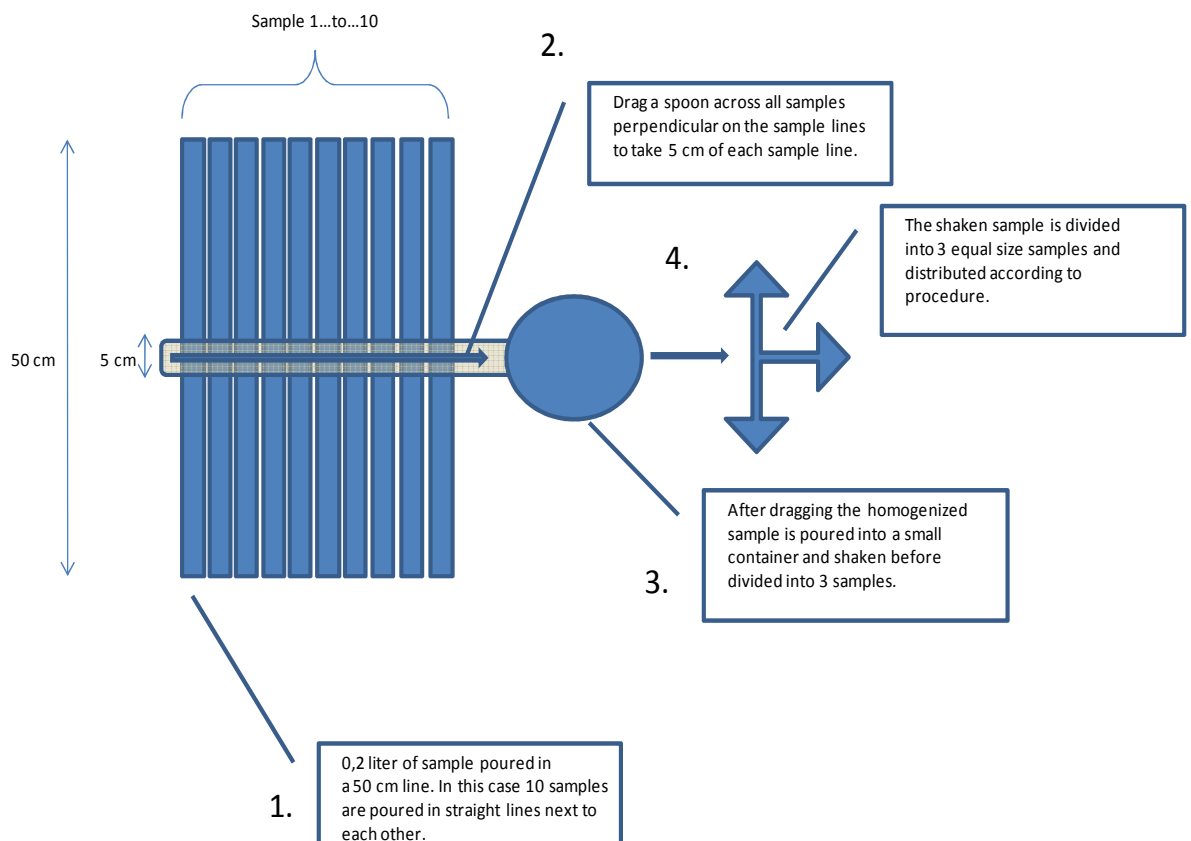 Sample 1...to...10
2.
Drag a spoon across all samples
perpendicular on the sample lines
to take 5 cm of each sample line.
The shaken sample is divided
into 3 equal size samples and
distributed according to
procedure.
4.
50 cm
5 cm
After dragging the homogenized
sample is poured into a small
container and shaken before
divided into 3 samples.
3.
0,2 liter of sample poured in
a 50 cm line. In this case 10 samples
are poured in straight lines next to
each other.
1.